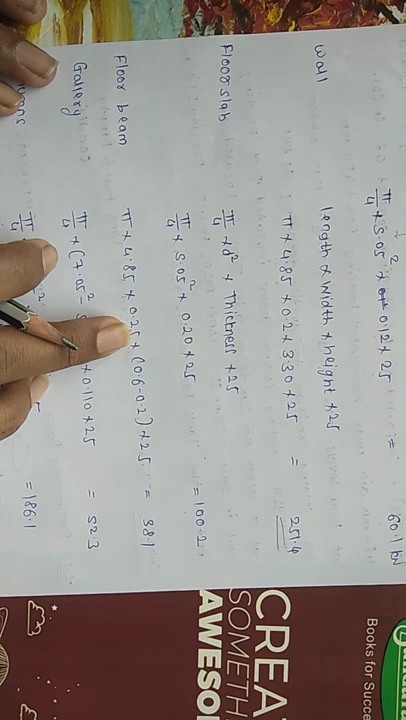 π/4 × 5.05² × 0.12 × 25 = 60.1 kN
Wall
length × width × height × 25
π × 4.85 × 0.2 × 330 × 25 = 251.4
Floor slab
π/4 × d² × thickness × 25
π/4 × 5.05² × 0.20 × 25 = 100.2
Floor beam
π × 4.85 × 0.25 × (0.6-0.2) × 25 = 38.1
Gallery
π/4 × (7.05² - 5 × 0.110 × 25 = 52.3
π/4 = 186.1
Books for Succe
CREA
SOMETH
AWESO